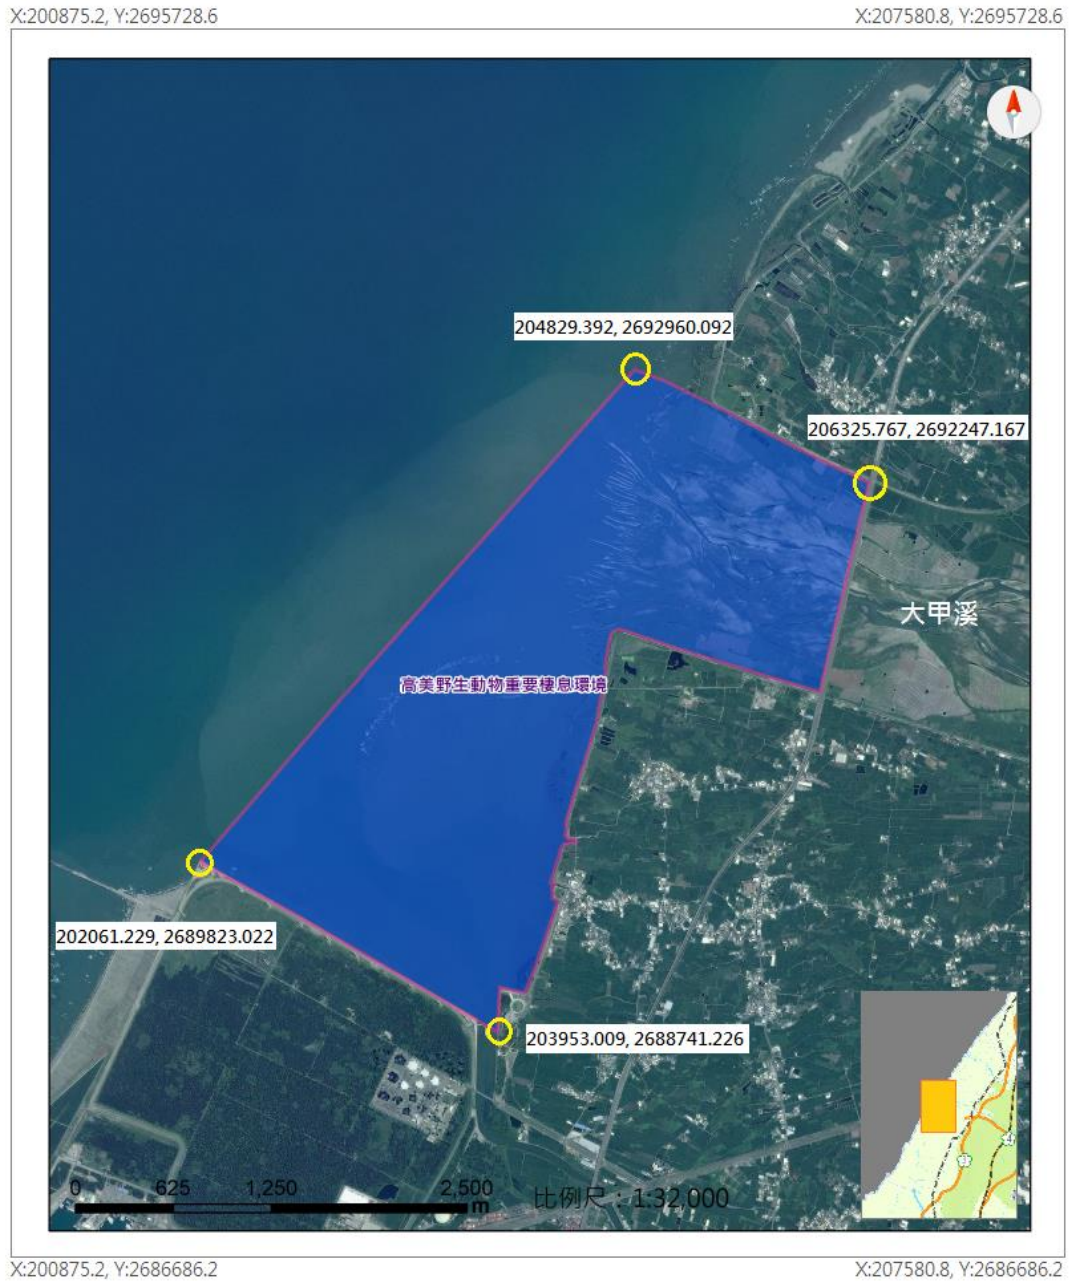 X:200875.2, Y:2695728.6
X:207580.8, Y:2695728.6
204829.392, 2692960.092
206325.767, 2692247.167
大甲溪
高美野生動物重要棲息環境
202061.229, 2689823.022
203953.009, 2688741.226
3
4
0 625 1,250 2,500
m
比例尺：1:32,000
X:200875.2, Y:2686686.2
X:207580.8, Y:2686686.2